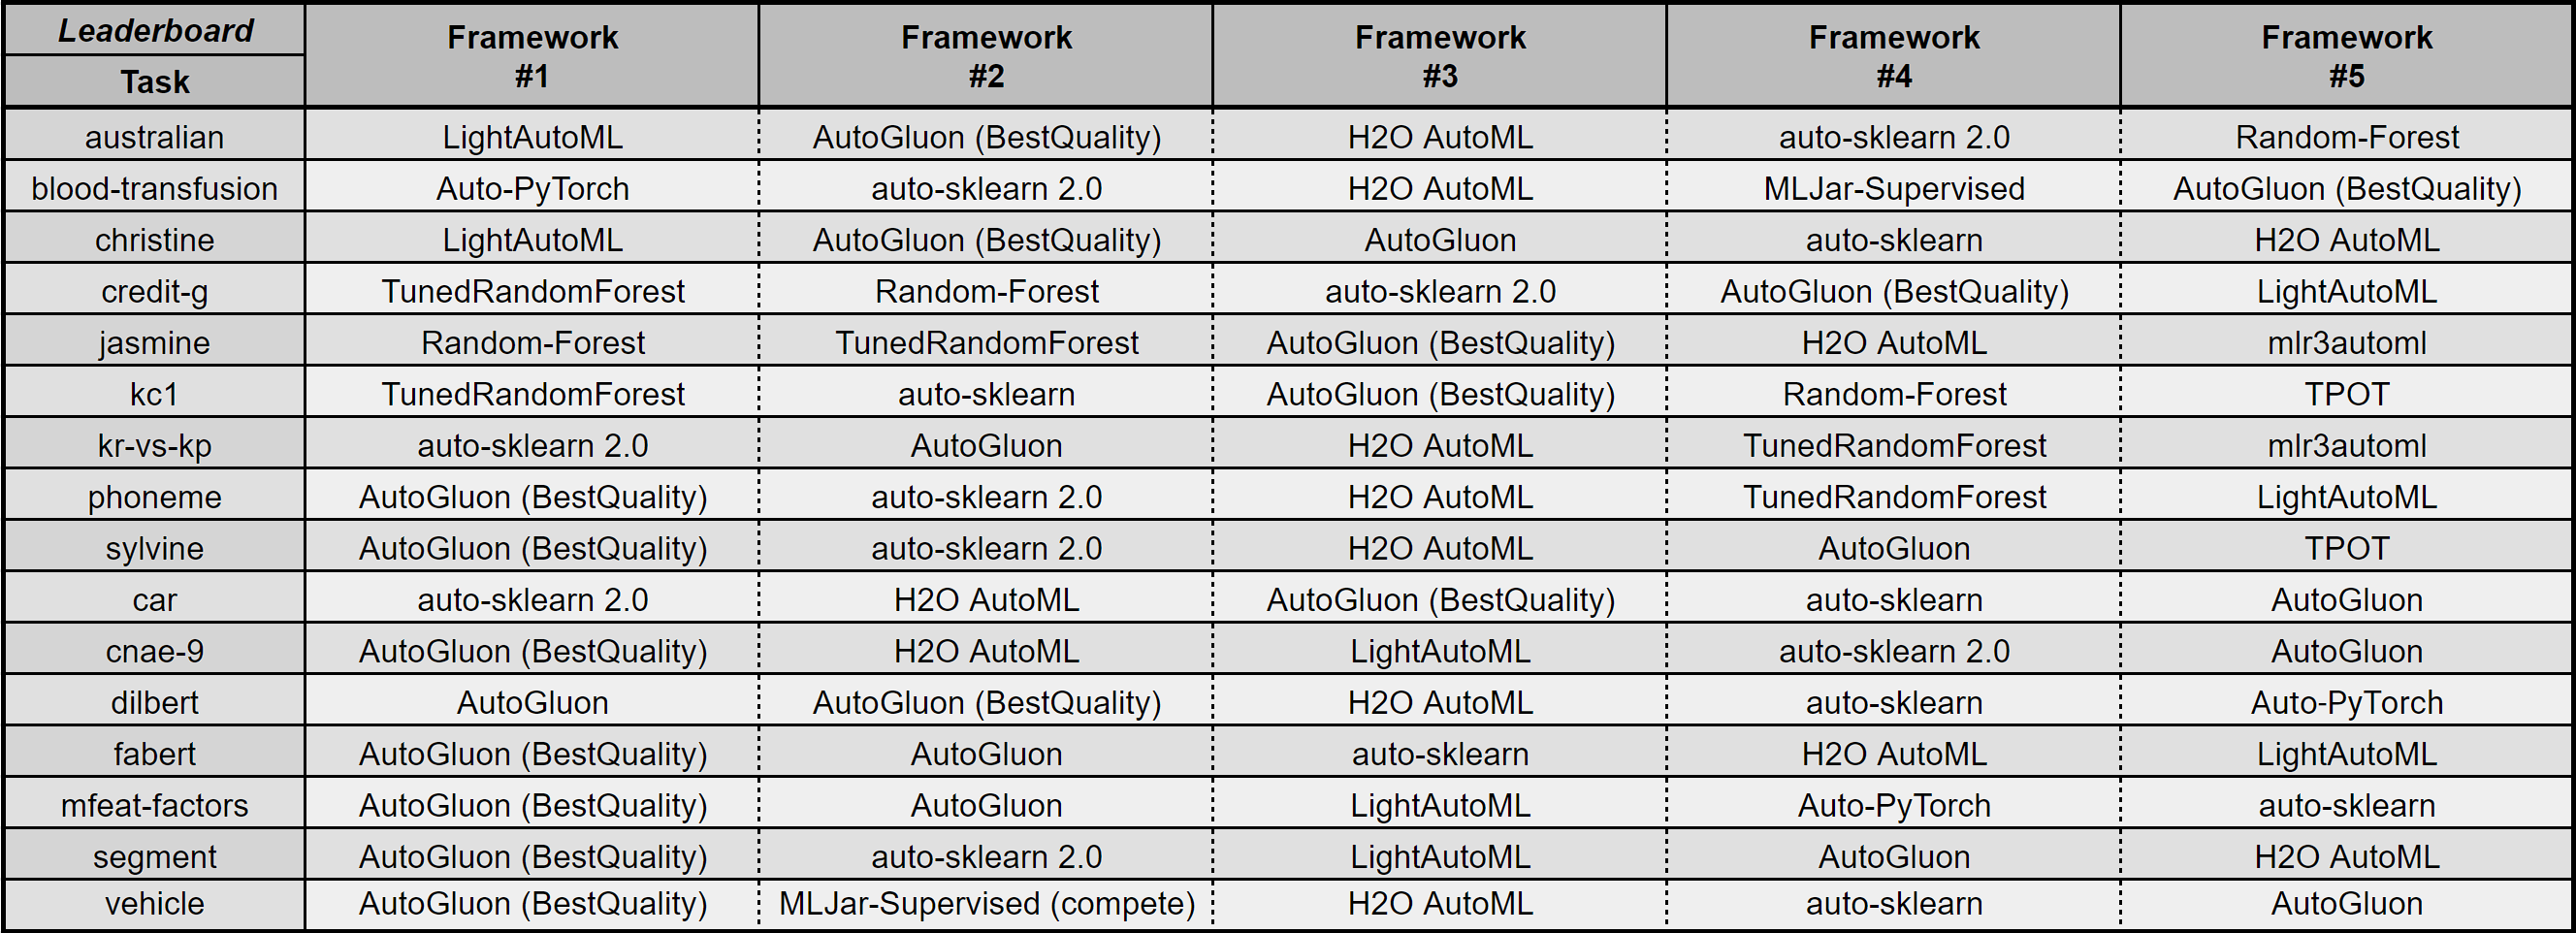 Leaderboard
Task
Framework #1
Framework #2
Framework #3
Framework #4
Framework #5
australian LightAutoML AutoGluon (BestQuality) H2O AutoML auto-sklearn 2.0 Random-Forest
blood-transfusion Auto-PyTorch auto-sklearn 2.0 H2O AutoML MLJar-Supervised AutoGluon (BestQuality)
christine LightAutoML AutoGluon (BestQuality) AutoGluon auto-sklearn H2O AutoML
credit-g TunedRandomForest Random-Forest auto-sklearn 2.0 AutoGluon (BestQuality) LightAutoML
jasmine Random-Forest TunedRandomForest AutoGluon (BestQuality) H2O AutoML mlr3automl
kc1 TunedRandomForest auto-sklearn AutoGluon (BestQuality) Random-Forest TPOT
kr-vs-kp auto-sklearn 2.0 AutoGluon H2O AutoML TunedRandomForest mlr3automl
phoneme AutoGluon (BestQuality) auto-sklearn 2.0 H2O AutoML TunedRandomForest LightAutoML
sylvine AutoGluon (BestQuality) auto-sklearn 2.0 H2O AutoML AutoGluon TPOT
car auto-sklearn 2.0 H2O AutoML AutoGluon (BestQuality) auto-sklearn AutoGluon
cnae-9 AutoGluon (BestQuality) H2O AutoML LightAutoML auto-sklearn 2.0 AutoGluon
dilbert AutoGluon AutoGluon (BestQuality) H2O AutoML auto-sklearn Auto-PyTorch
fabert AutoGluon (BestQuality) AutoGluon auto-sklearn H2O AutoML LightAutoML
mfeat-factors AutoGluon (BestQuality) AutoGluon LightAutoML Auto-PyTorch auto-sklearn
segment AutoGluon (BestQuality) auto-sklearn 2.0 LightAutoML AutoGluon H2O AutoML
vehicle AutoGluon (BestQuality) MLJar-Supervised (compete) H2O AutoML auto-sklearn AutoGluon